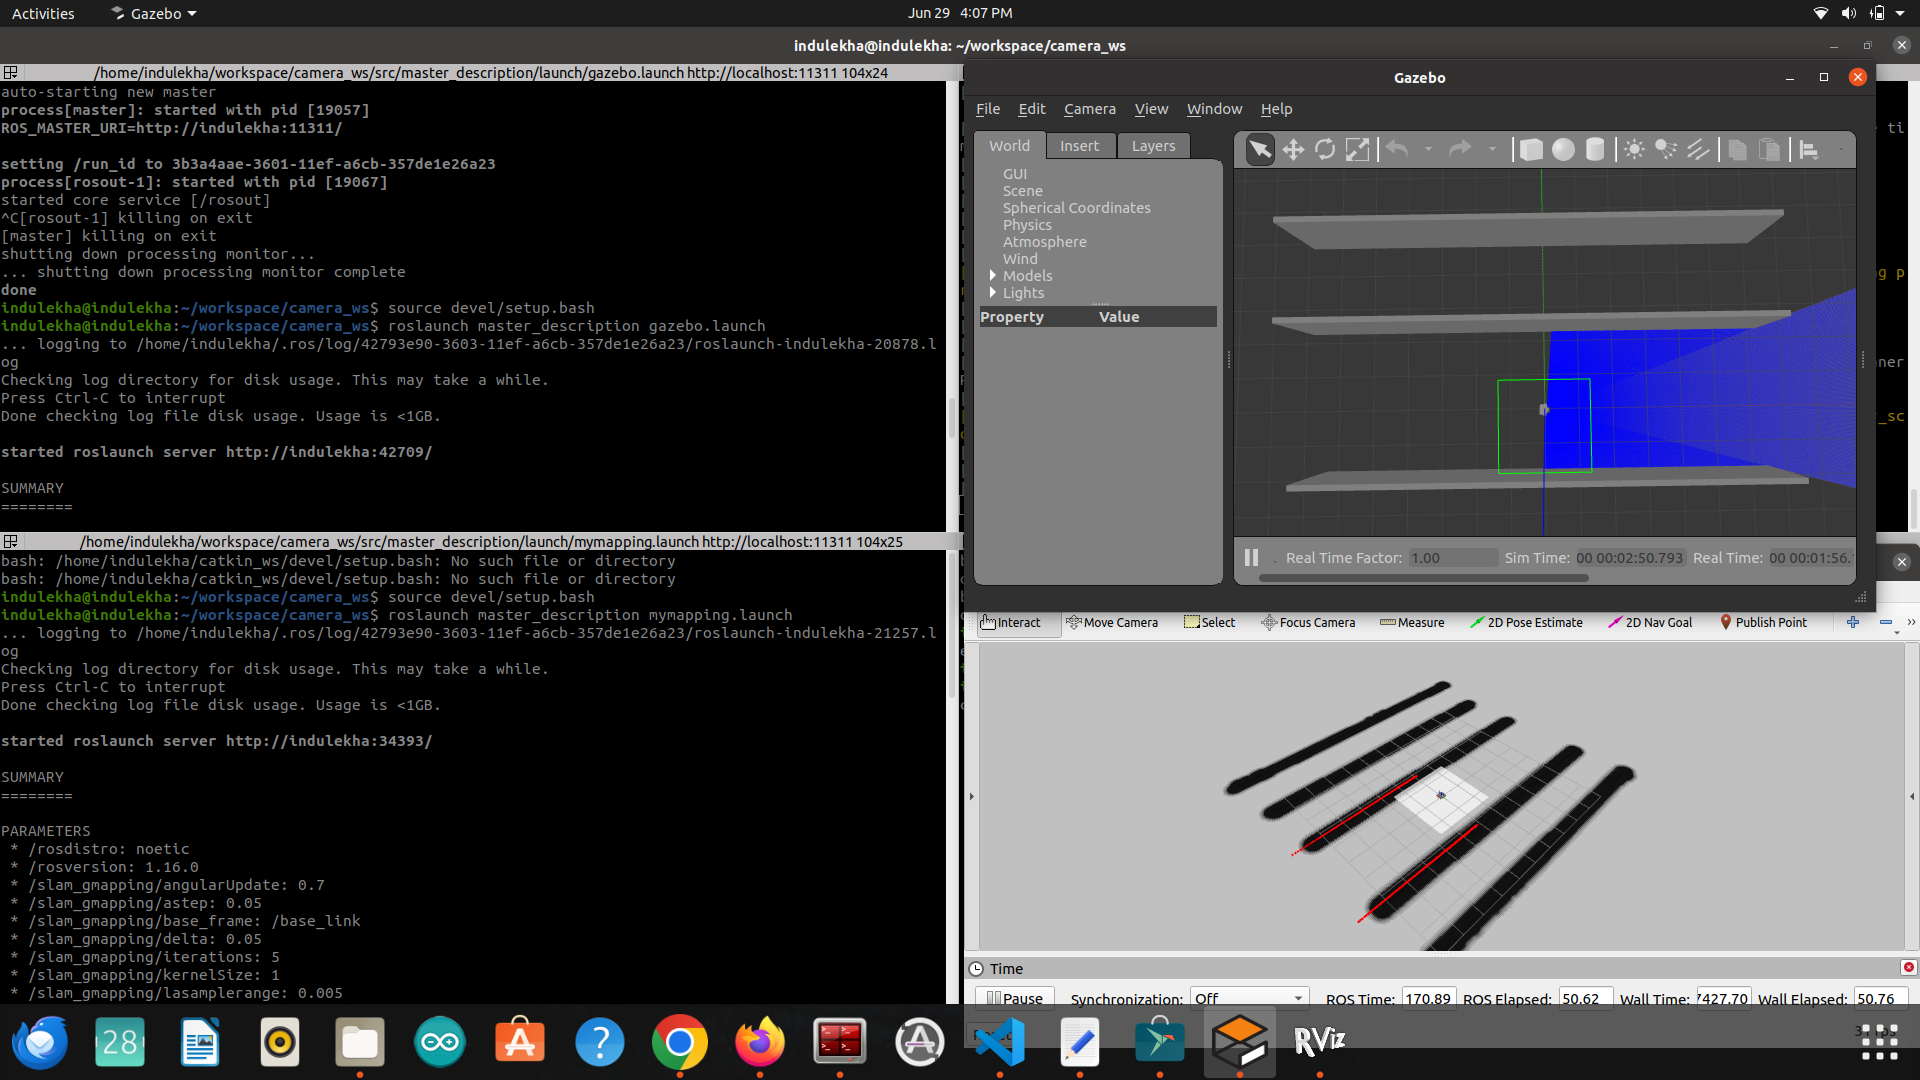 Activities
Gazebo
Jun 29 4:07 PM
indulekha@indulekha: ~/workspace/camera_ws
/home/indulekha/workspace/camera_ws/src/master_description/launch/gazebo.launch http://localhost:11311 104x24
auto-starting new master
process[master]: started with pid [19057]
ROS_MASTER_URI=http://indulekha:11311/
setting /run_id to 3b3a4aae-3601-11ef-a6cb-357de1e26a23
process[rosout-1]: started with pid [19067]
started core service [/rosout]
^C[rosout-1] killing on exit
[master] killing on exit
shutting down processing monitor...
... shutting down processing monitor complete
done
indulekha@indulekha:~/workspace/camera_ws$ source devel/setup.bash
indulekha@indulekha:~/workspace/camera_ws$ roslaunch master_description gazebo.launch
... logging to /home/indulekha/.ros/log/42793e90-3603-11ef-a6cb-357de1e26a23/roslaunch-indulekha-20878.l
og
Checking log directory for disk usage. This may take a while.
Press Ctrl-C to interrupt
Done checking log file disk usage. Usage is <1GB.
started roslaunch server http://indulekha:42709/
SUMMARY
========
/home/indulekha/workspace/camera_ws/src/master_description/launch/mymapping.launch http://localhost:11311 104x25
bash: /home/indulekha/catkin_ws/devel/setup.bash: No such file or directory
bash: /home/indulekha/catkin_ws/devel/setup.bash: No such file or directory
indulekha@indulekha:~/workspace/camera_ws$ source devel/setup.bash
indulekha@indulekha:~/workspace/camera_ws$ roslaunch master_description mymapping.launch
... logging to /home/indulekha/.ros/log/42793e90-3603-11ef-a6cb-357de1e26a23/roslaunch-indulekha-21257.l
og
Checking log directory for disk usage. This may take a while.
Press Ctrl-C to interrupt
Done checking log file disk usage. Usage is <1GB.
started roslaunch server http://indulekha:34393/
SUMMARY
========
PARAMETERS
* /rosdistro: noetic
* /rosversion: 1.16.0
* /slam_gmapping/angularUpdate: 0.7
* /slam_gmapping/astep: 0.05
* /slam_gmapping/base_frame: /base_link
* /slam_gmapping/delta: 0.05
* /slam_gmapping/iterations: 5
* /slam_gmapping/kernelSize: 1
* /slam_gmapping/lasamplerange: 0.005
Gazebo
File Edit Camera View Window Help
World Insert Layers
GUI
Scene
Spherical Coordinates
Physics
Atmosphere
Wind
Models
Lights
Property Value
Real Time Factor: 1.00 Sim Time: 00 00:02:50.793 Real Time: 00 00:01:56.
ti
g p
ner
_sc
Interact Move Camera Select Focus Camera Measure 2D Pose Estimate 2D Nav Goal Publish Point
Time
Pause Synchronization: Off ROS Time: 170.89 ROS Elapsed: 50.62 Wall Time: 7427.70 Wall Elapsed: 50.76
28
RViz